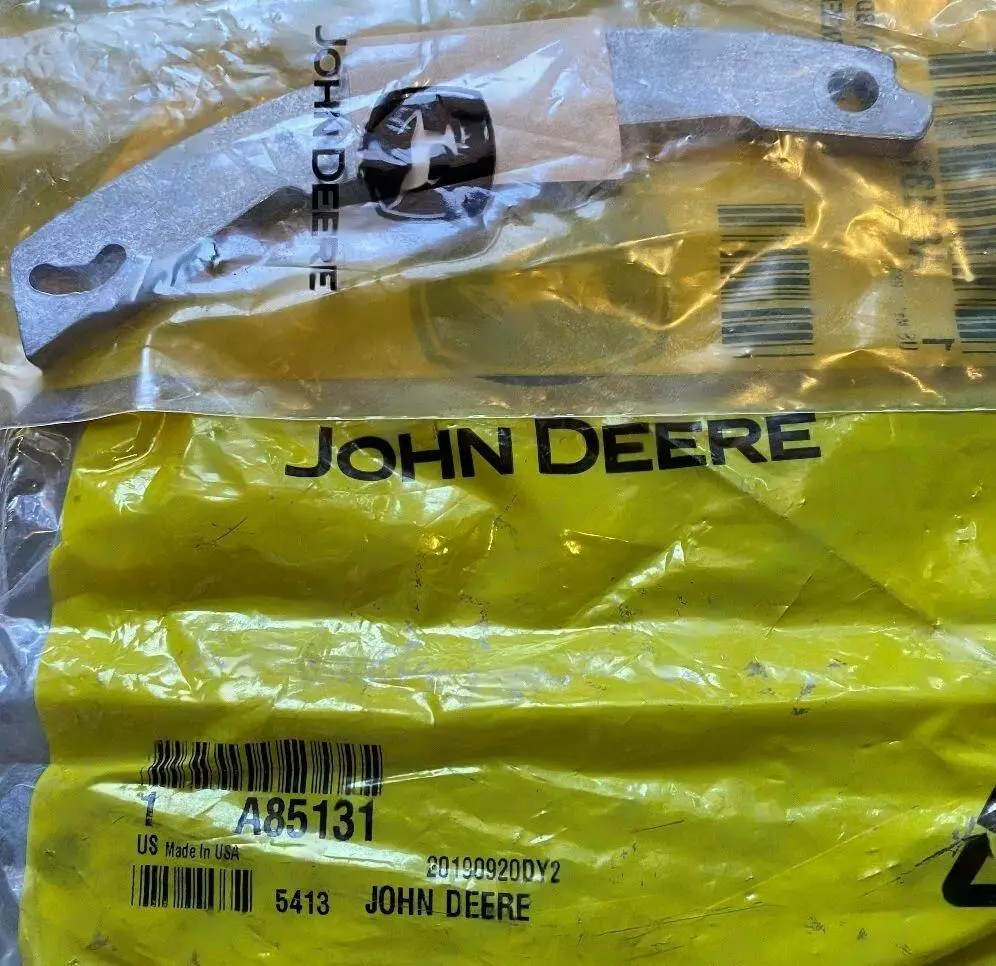 JOHN DEERE
JOHN DEERE
1 A85131
US Made In USA
20190920DY2
5413 JOHN DEERE